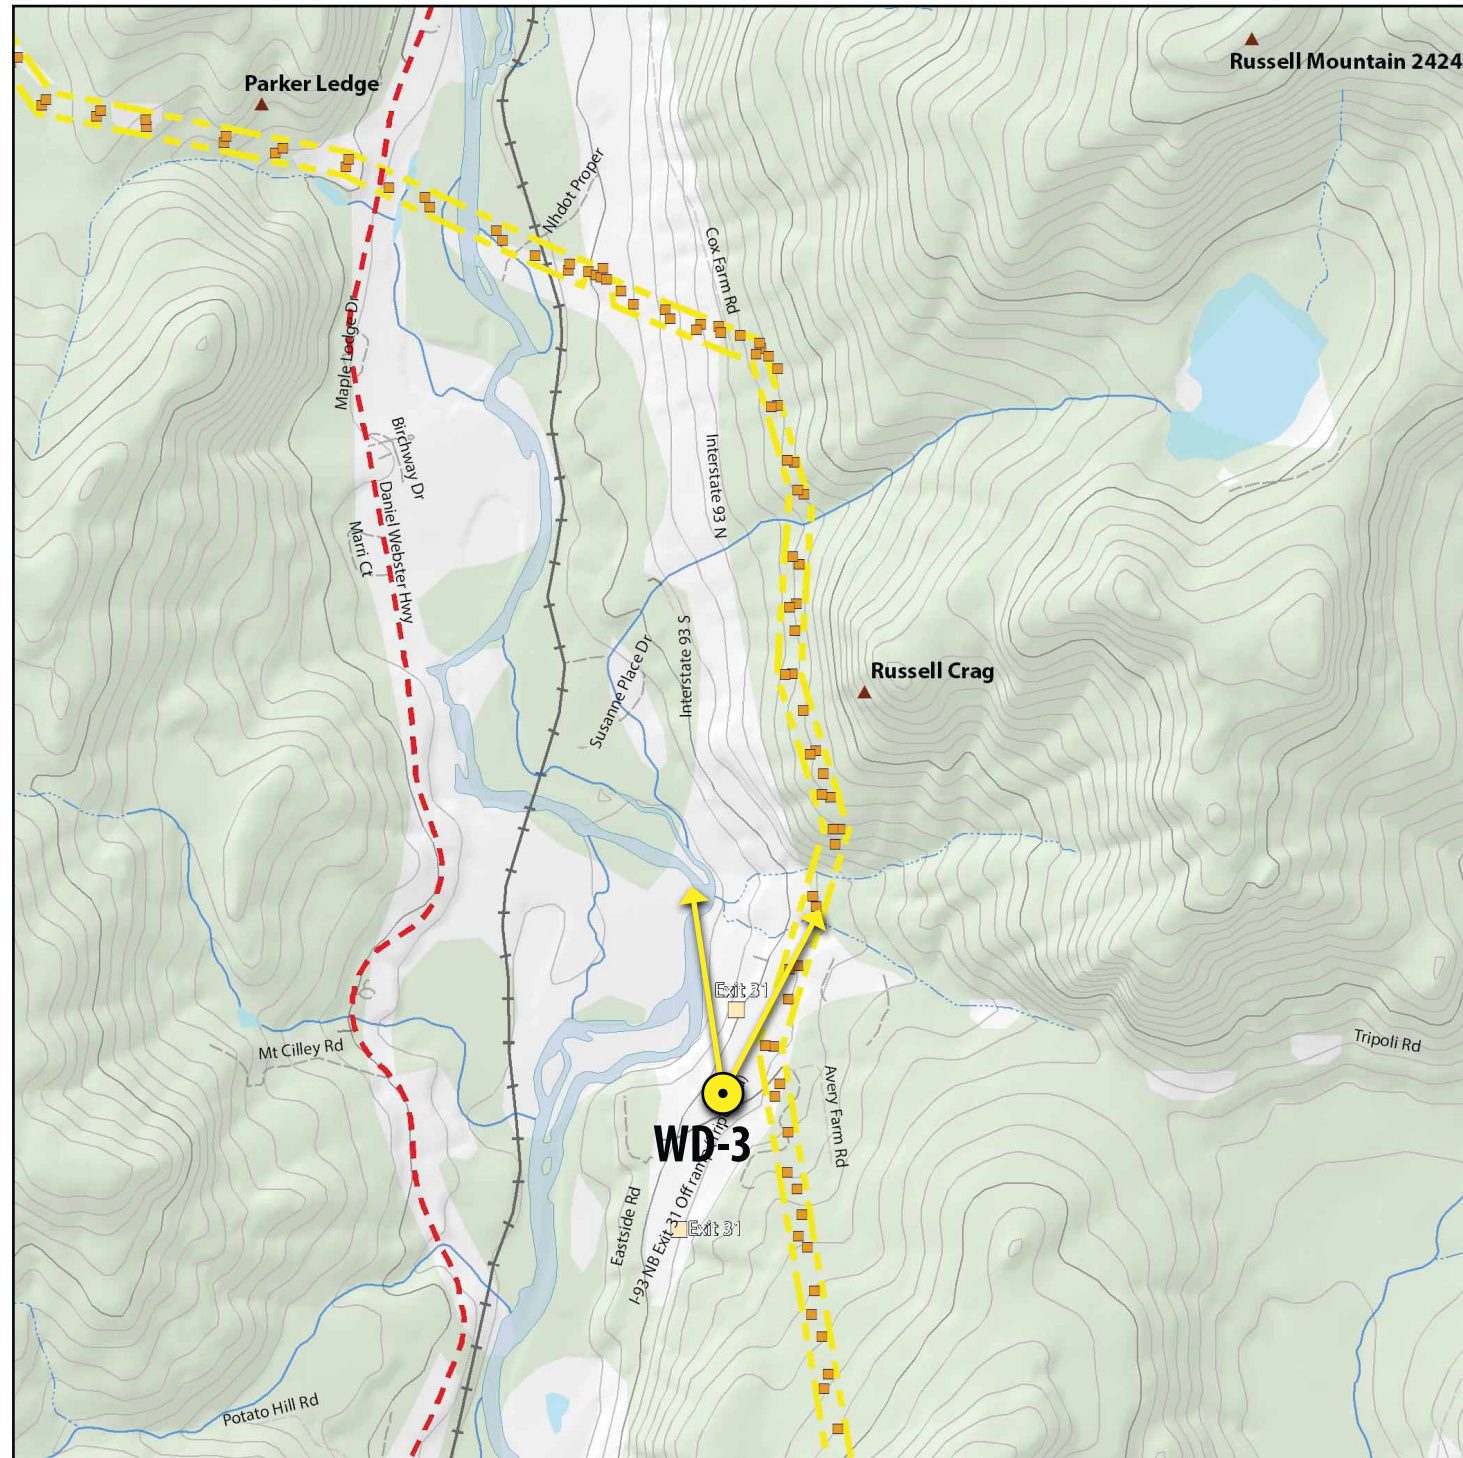 Russell Mountain 2424
Parker Ledge
Nhdot Proper
Cox Farm Rd
Maple Lodge Dr
Birchway Dr
Daniel Webster Hwy
Marri Ct
Interstate 93 N
Interstate 93 S
Susanne Place Dr
Russell Crag
Exit 31
Mt Cilley Rd
Tripoli Rd
Avery Farm Rd
WD-3
Eastside Rd
I-93 NB Exit 31 Off
Exit 31
Potato Hill Rd